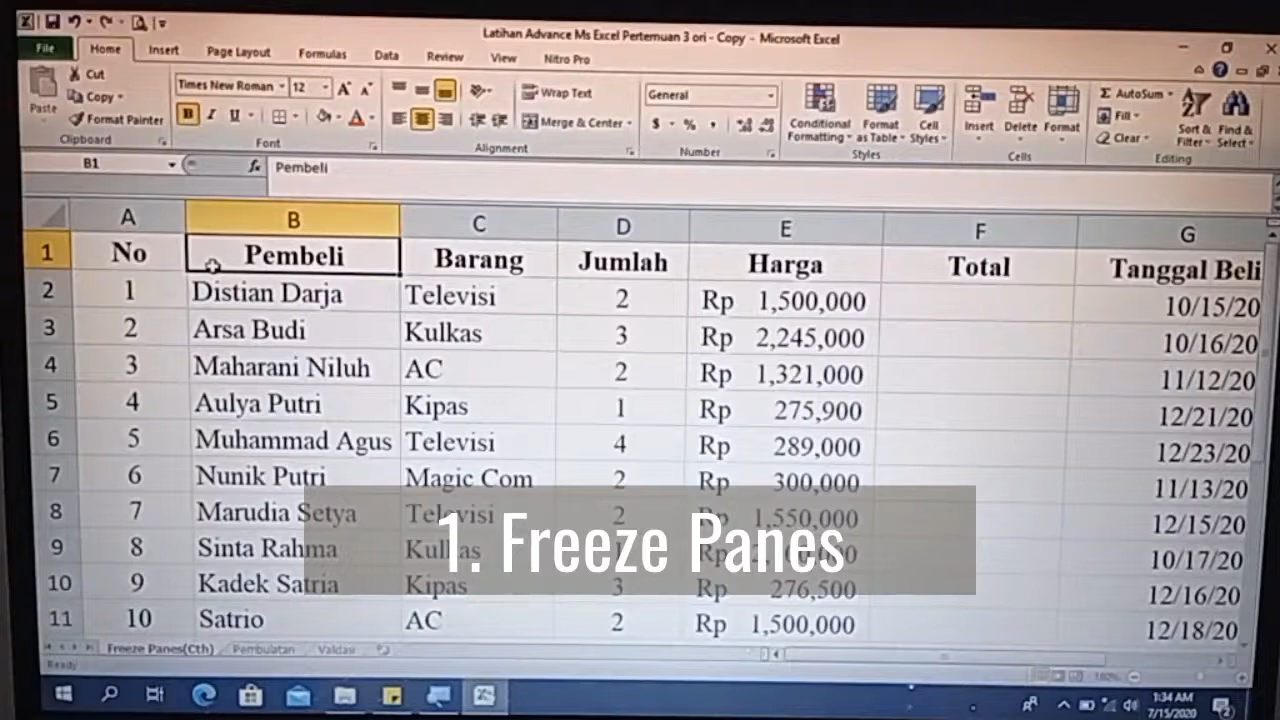 Latihan Advance Ms Excel Pertemuan 3 ori - Copy - Microsoft Excel
File Home Insert Page Layout Formulas Data Review View Nitro Pro
Cut
Copy
Paste
Format Painter
Clipboard
Times New Roman 12
B I U
Font
Wrap Text
Merge & Center
Alignment
General
$ % ,
Number
Conditional Formatting
Format as Table
Cell Styles
Styles
Insert Delete Format
Cells
Σ AutoSum
Fill
Clear
Sort & Filter
Find & Select
Editing
B1 fx Pembeli
A B C D E F G
1 No Pembeli Barang Jumlah Harga Total Tanggal Beli
2 1 Distian Darja Televisi 2 Rp 1,500,000 10/15/20
3 2 Arsa Budi Kulkas 3 Rp 2,245,000 10/16/20
4 3 Maharani Niluh AC 2 Rp 1,321,000 11/12/20
5 4 Aulya Putri Kipas 1 Rp 275,900 12/21/20
6 5 Muhammad Agus Televisi 4 Rp 289,000 12/23/20
7 6 Nunik Putri Magic Com 2 Rp 300,000 11/13/20
8 7 Marudia Setya Televisi 2 Rp 1,550,000 12/15/20
9 8 Sinta Rahma Kulkas Rp 10/17/20
1. Freeze Panes
10 9 Kadek Satria Kipas 3 Rp 276,500 12/16/20
11 10 Satrio AC 2 Rp 1,500,000 12/18/20
Freeze Panes(Cth) Pembuatan Validasi
Ready
180%
1:34 AM
7/15/2020